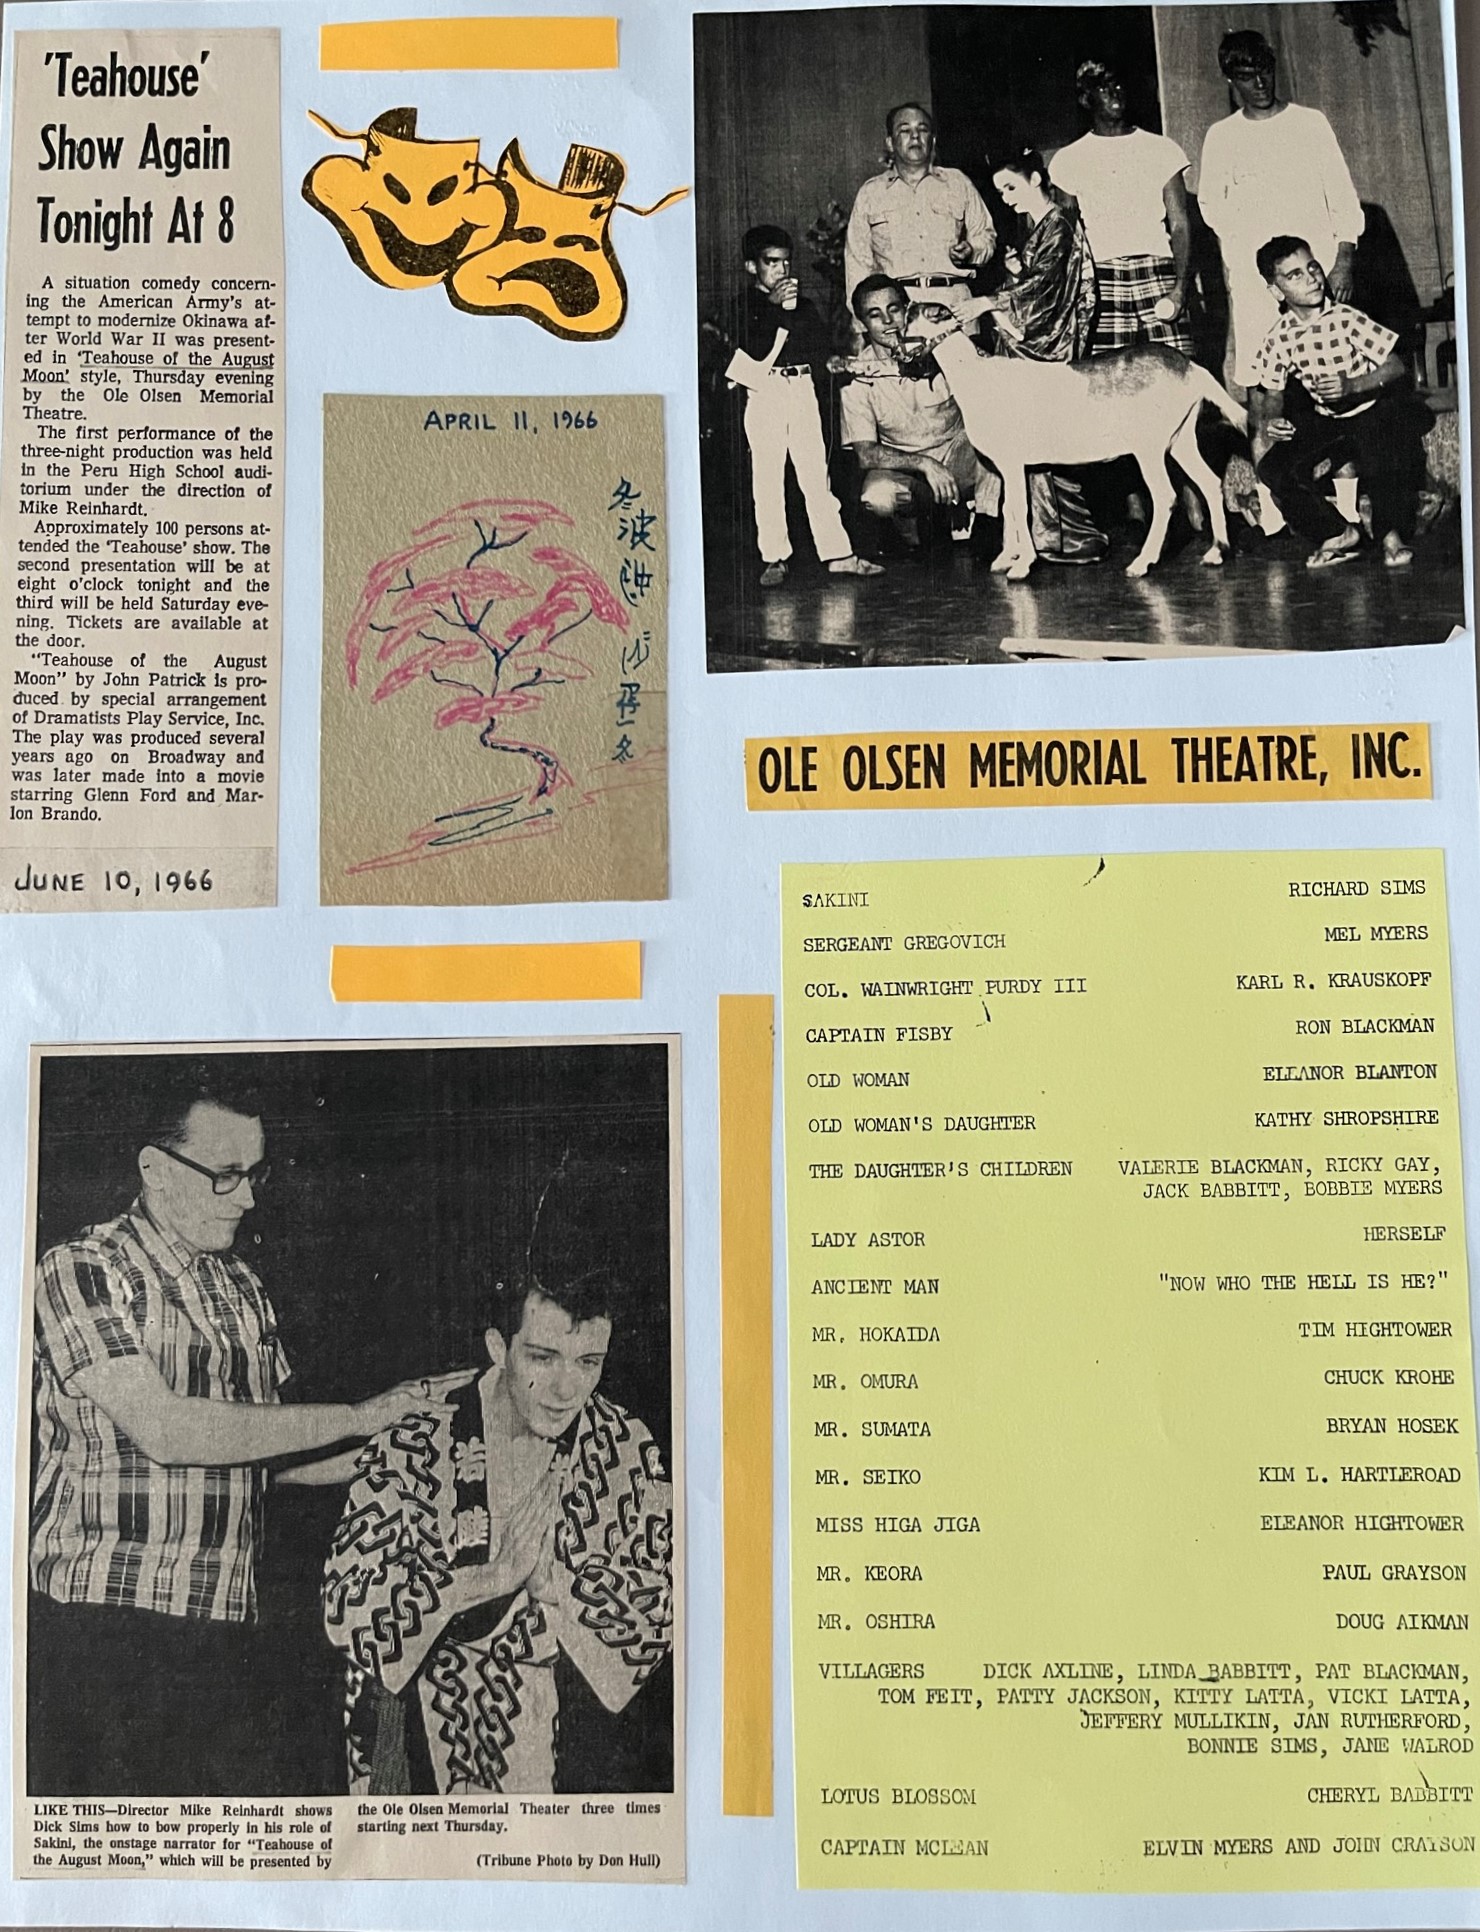 'Teahouse'
Show Again
Tonight At 8
A situation comedy concern-
ing the American Army's at-
tempt to modernize Okinawa af-
ter World War II was present-
ed in 'Teahouse of the August
Moon' style, Thursday evening
by the Ole Olsen Memorial
Theatre.
The first performance of the
three-night production was held
in the Peru High School audi-
torium under the direction of
Mike Reinhardt.
Approximately 100 persons at-
tended the 'Teahouse' show. The
second presentation will be at
eight o'clock tonight and the
third will be held Saturday eve-
ning. Tickets are available at
the door.
"Teahouse of the August
Moon" by John Patrick is pro-
duced by special arrangement
of Dramatists Play Service, Inc.
The play was produced several
years ago on Broadway and
was later made into a movie
starring Glenn Ford and Mar-
lon Brando.
JUNE 10, 1966
APRIL 11, 1966
OLE OLSEN MEMORIAL THEATRE, INC.
SAKINI RICHARD SIMS
SERGEANT GREGOVICH MEL MYERS
COL. WAINWRIGHT PURDY III KARL R. KRAUSKOPF
CAPTAIN FISBY RON BLACKMAN
OLD WOMAN ELEANOR BLANTON
OLD WOMAN'S DAUGHTER KATHY SHROPSHIRE
THE DAUGHTER'S CHILDREN VALERIE BLACKMAN, RICKY GAY,
JACK BABBITT, BOBBIE MYERS
LADY ASTOR HERSELF
ANCIENT MAN "NOW WHO THE HELL IS HE?"
MR. HOKAIDA TIM HIGHTOWER
MR. OMURA CHUCK KROHE
MR. SUMATA BRYAN HOSEK
MR. SEIKO KIM L. HARTLEROAD
MISS HIGA JIGA ELEANOR HIGHTOWER
MR. KEORA PAUL GRAYSON
MR. OSHIRA DOUG AIKMAN
VILLAGERS DICK AXLINE, LINDA BABBITT, PAT BLACKMAN,
TOM FEIT, PATTY JACKSON, KITTY LATTA, VICKI LATTA,
JEFFERY MULLIKIN, JAN RUTHERFORD,
BONNIE SIMS, JANE WALROD
LOTUS BLOSSOM CHERYL BABBITT
CAPTAIN MCLEAN ELVIN MYERS AND JOHN GRAYSON
LIKE THIS—Director Mike Reinhardt shows
Dick Sims how to bow properly in his role of
Sakini, the onstage narrator for "Teahouse of
the August Moon," which will be presented by
the Ole Olsen Memorial Theater three times
starting next Thursday.
(Tribune Photo by Don Hull)